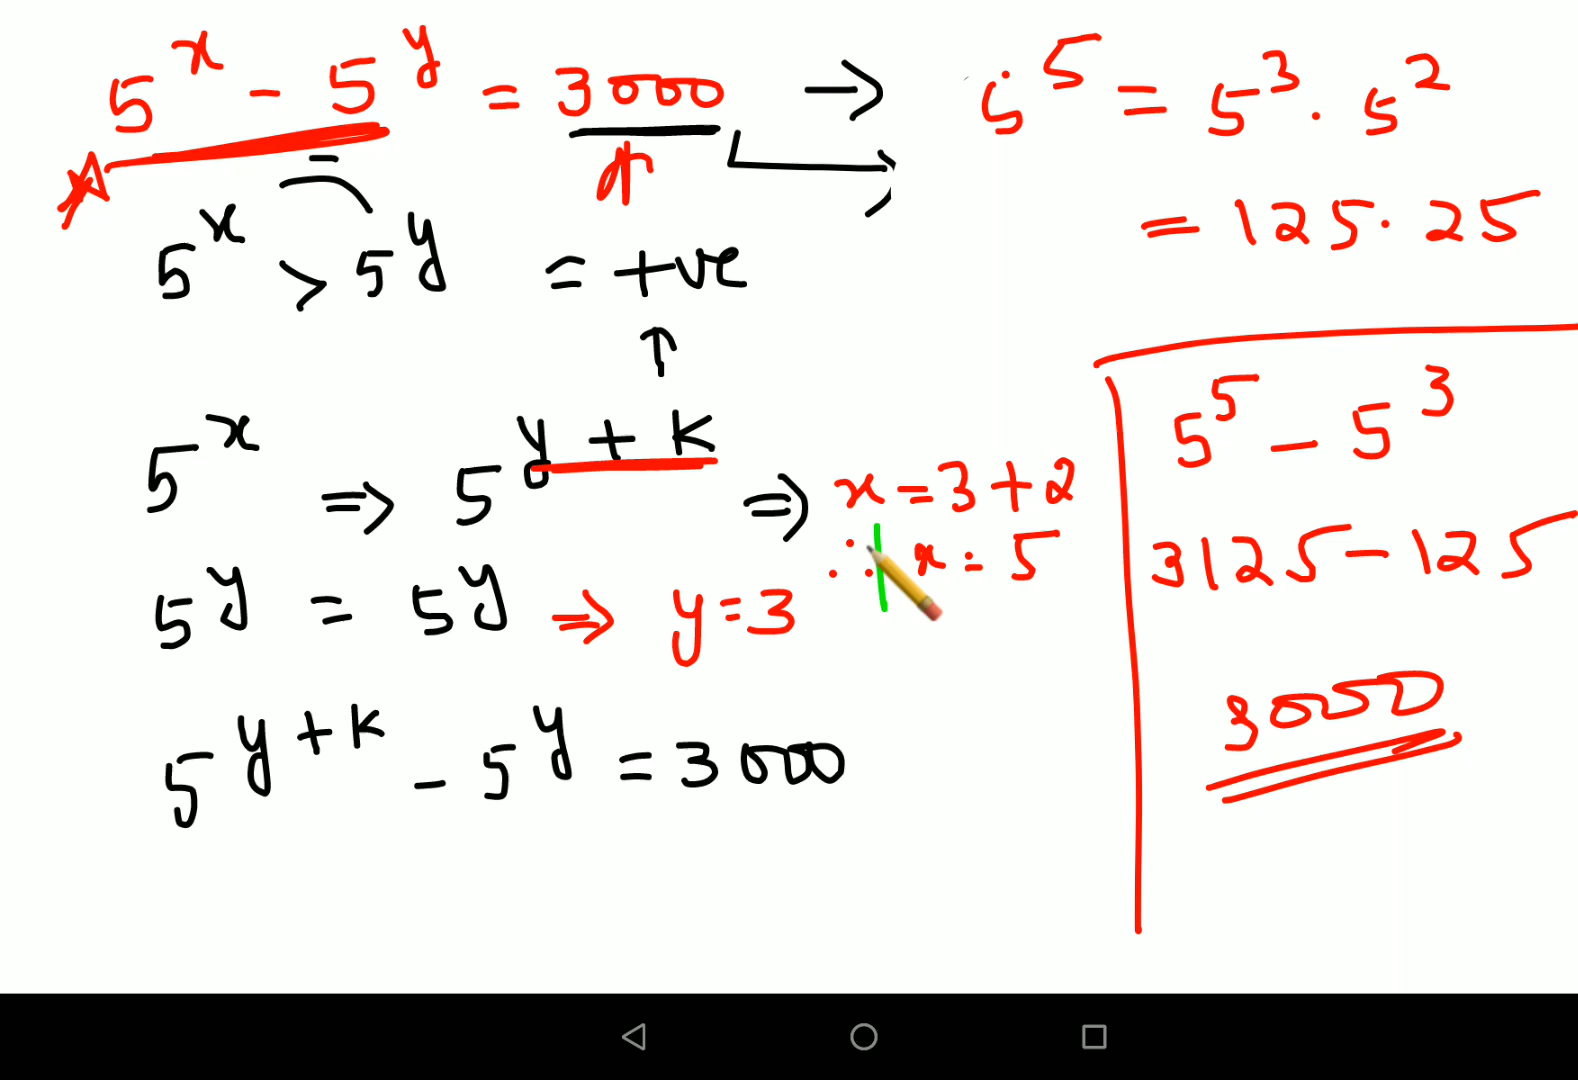 5^x - 5^y = 3000 →
5^x > 5^y = +ve
↑
5^x ⇒ 5^(y+k) ⇒ x = 3 + 2
∴ x = 5
5^y = 5^y ⇒ y = 3
5^(y+k) - 5^y = 3000
5^5 = 5^3 · 5^2
= 125 · 25
5^5 - 5^3
3125 - 125
3000